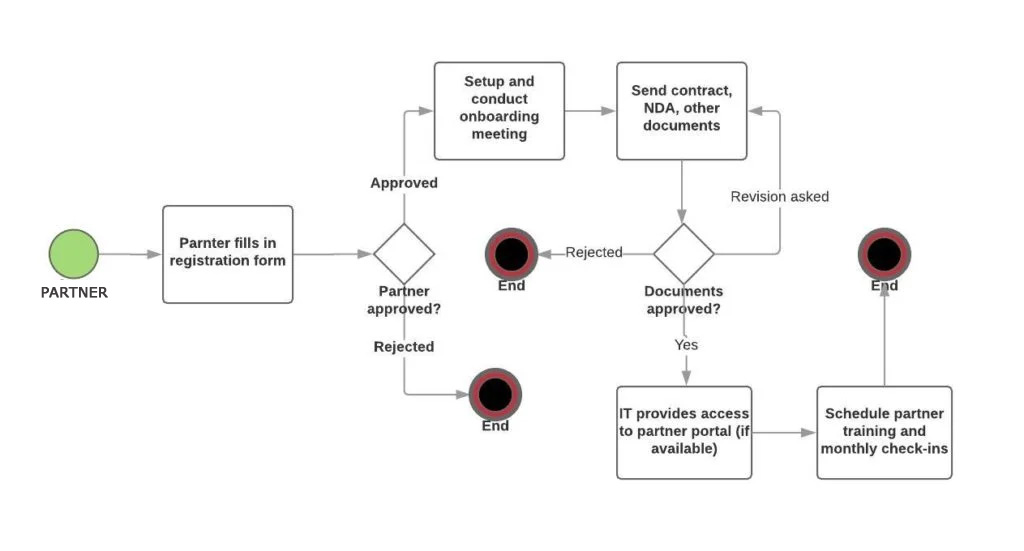 PARTNER
Parnter fills in
registration form
Partner
approved?
Approved
Rejected
End
Setup and
conduct
onboarding
meeting
Send contract,
NDA, other
documents
Revision asked
Documents
approved?
Rejected
End
Yes
IT provides access
to partner portal (if
available)
Schedule partner
training and
monthly check-ins
End